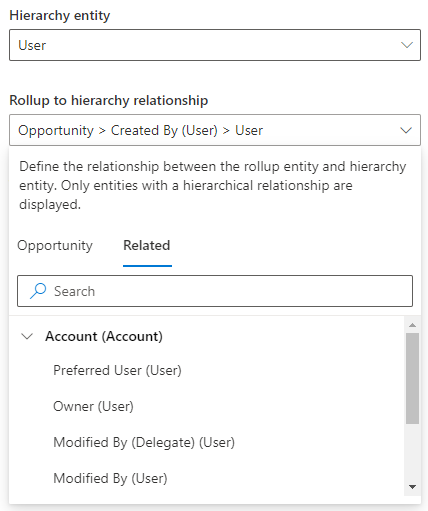 Hierarchy entity
User
Rollup to hierarchy relationship
Opportunity > Created By (User) > User
Define the relationship between the rollup entity and hierarchy
entity. Only entities with a hierarchical relationship are
displayed.
Opportunity Related
Search
Account (Account)
Preferred User (User)
Owner (User)
Modified By (Delegate) (User)
Modified By (User)